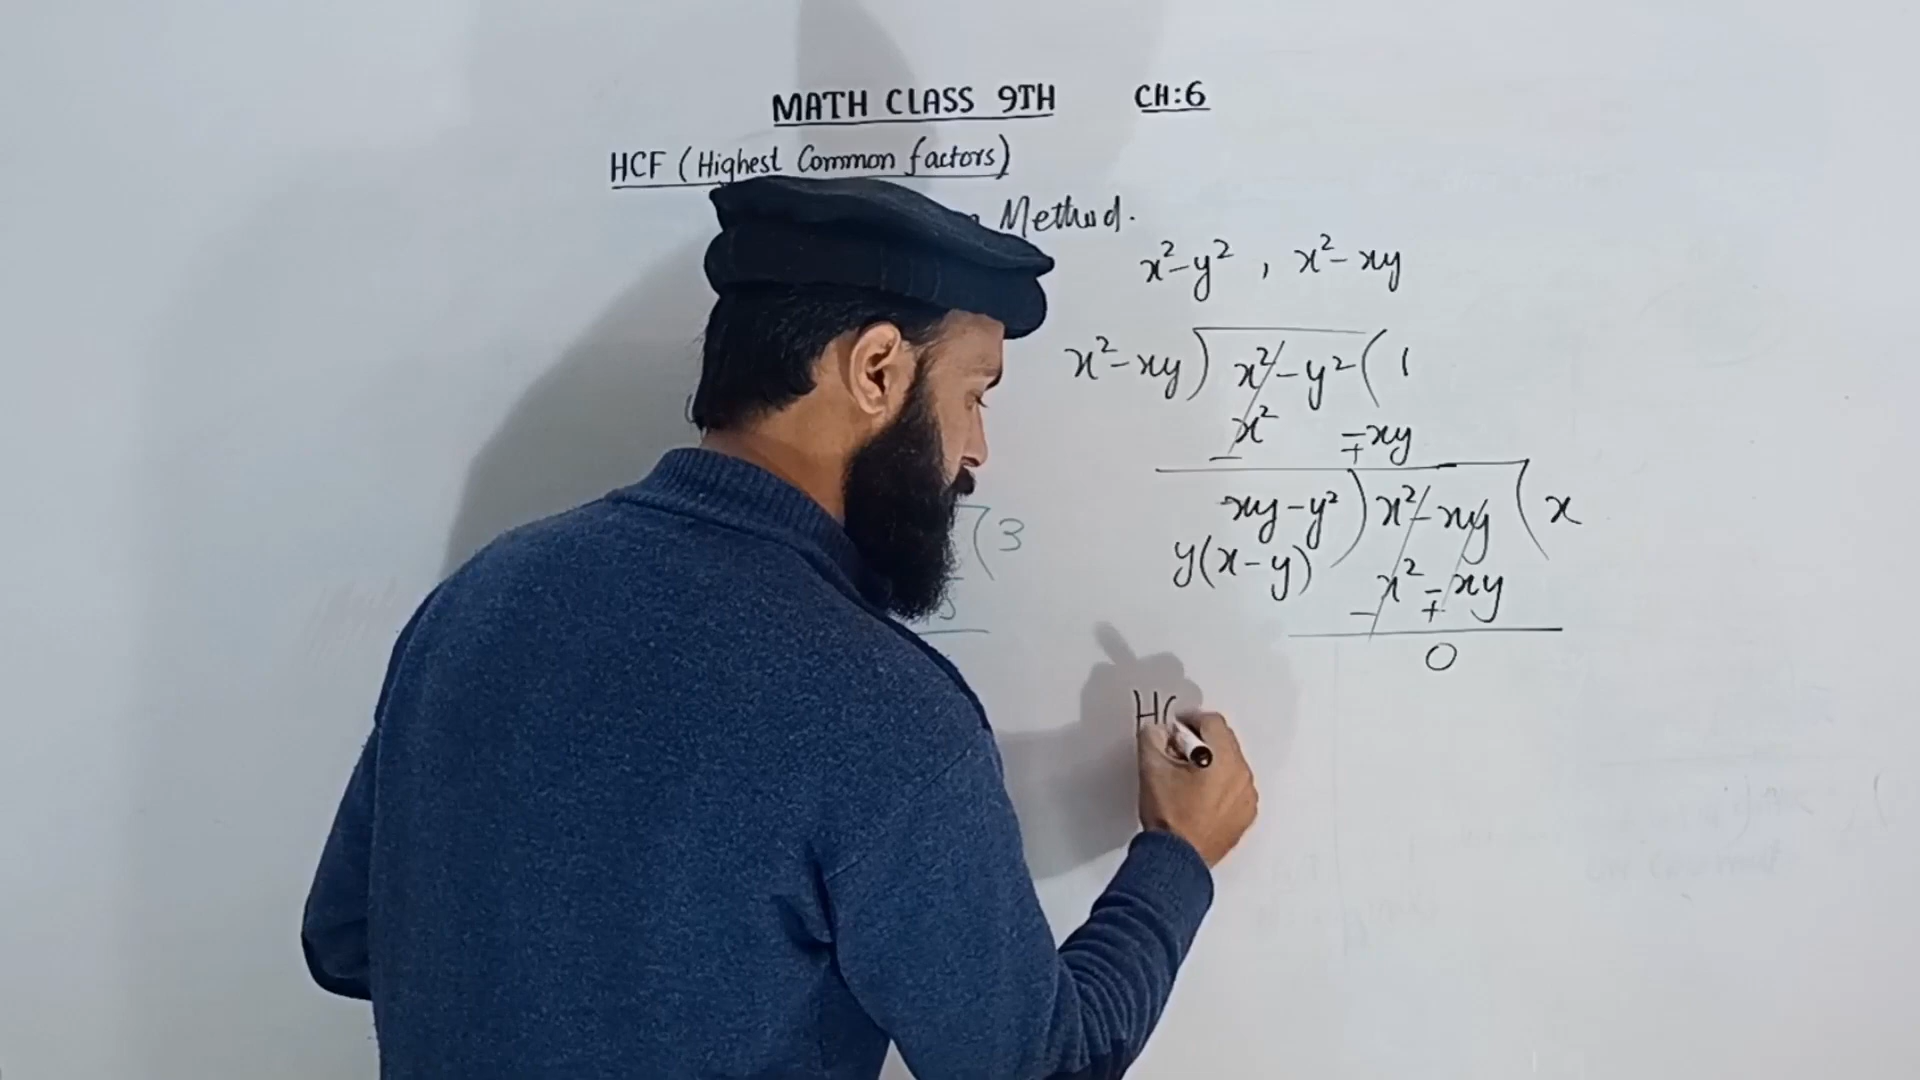 MATH CLASS 9TH CH:6
HCF (Highest Common factors)
Method.
x²-y² , x²-xy
x²-xy) x²-y² ( 1
-x² ∓xy
xy-y² ) x²-xy ( x
y(x-y)
-x² ∓xy
0
(3
HC